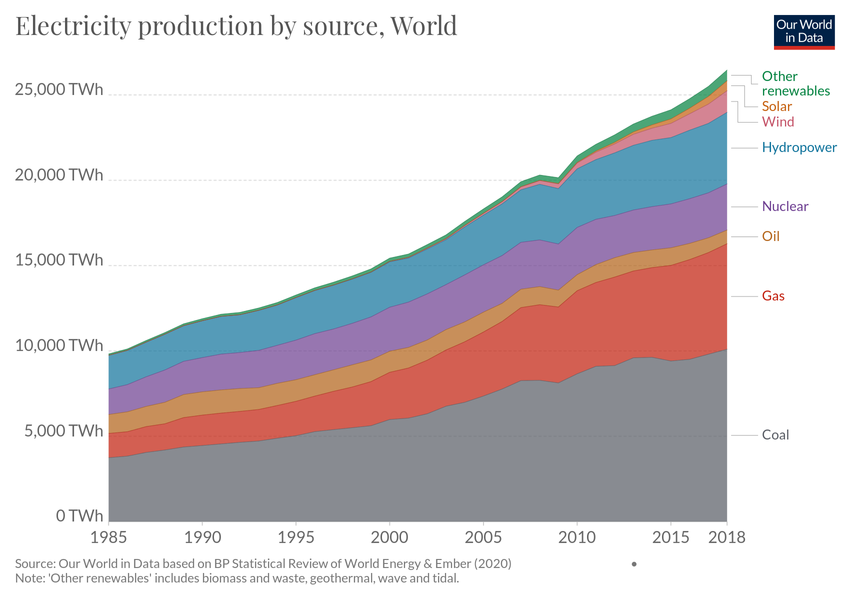 Electricity production by source, World
Our World
in Data
25,000 TWh
20,000 TWh
15,000 TWh
10,000 TWh
5,000 TWh
0 TWh
Other
renewables
Solar
Wind
Hydropower
Nuclear
Oil
Gas
Coal
1985
1990
1995
2000
2005
2010
2015
2018
Source: Our World in Data based on BP Statistical Review of World Energy & Ember (2020)
Note: 'Other renewables' includes biomass and waste, geothermal, wave and tidal.